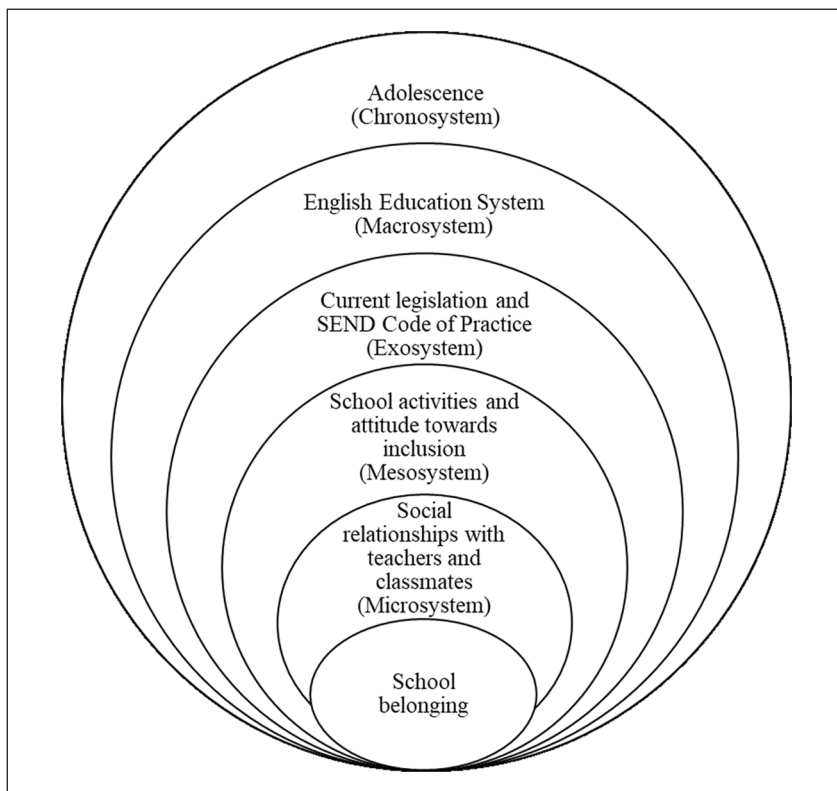 Adolescence
(Chronosystem)
English Education System
(Macrosystem)
Current legislation and
SEND Code of Practice
(Exosystem)
School activities and
attitude towards
inclusion
(Mesosystem)
Social
relationships with
teachers and
classmates
(Microsystem)
School
belonging